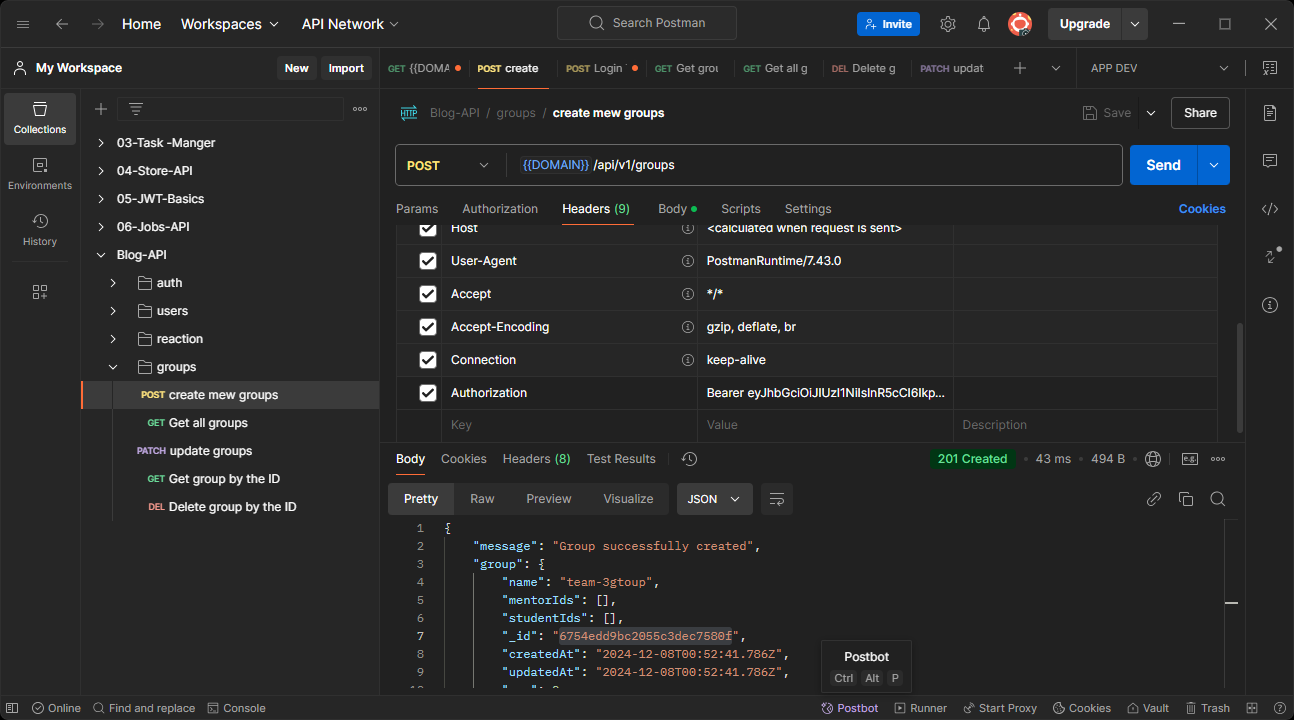 Home Workspaces API Network Search Postman Invite Upgrade
My Workspace New Import GET {{DOMA POST create POST Login GET Get grou GET Get all g DEL Delete g PATCH updat APP DEV
Collections
Environments
History
03-Task -Manger
04-Store-API
05-JWT-Basics
06-Jobs-API
Blog-API
auth
users
reaction
groups
POST create mew groups
GET Get all groups
PATCH update groups
GET Get group by the ID
DEL Delete group by the ID
HTTP Blog-API / groups / create mew groups Save Share
POST {{DOMAIN}} /api/v1/groups Send
Params Authorization Headers (9) Body Scripts Settings Cookies
Host <calculated when request is sent>
User-Agent PostmanRuntime/7.43.0
Accept */*
Accept-Encoding gzip, deflate, br
Connection keep-alive
Authorization Bearer eyJhbGciOiJIUzI1NiIsInR5cCI6Ikp...
Key Value Description
Body Cookies Headers (8) Test Results 201 Created 43 ms 494 B e.g.
Pretty Raw Preview Visualize JSON
1 {
2 "message": "Group successfully created",
3 "group": {
4 "name": "team-3gtoup",
5 "mentorIds": [],
6 "studentIds": [],
7 "_id": "6754edd9bc2055c3dec7580f",
8 "createdAt": "2024-12-08T00:52:41.786Z",
9 "updatedAt": "2024-12-08T00:52:41.786Z",
Postbot
Ctrl Alt P
Online Find and replace Console Postbot Runner Start Proxy Cookies Vault Trash